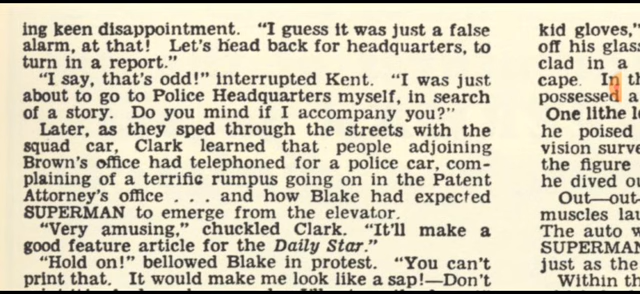 ing keen disappointment. "I guess it was just a false
alarm, at that! Let's head back for headquarters, to
turn in a report."
"I say, that's odd!" interrupted Kent. "I was just
about to go to Police Headquarters myself, in search
of a story. Do you mind if I accompany you?"
Later, as they sped through the streets with the
squad car, Clark learned that people adjoining
Brown's office had telephoned for a police car, com-
plaining of a terrific rumpus going on in the Patent
Attorney's office . . . and how Blake had expected
SUPERMAN to emerge from the elevator.
"Very amusing," chuckled Clark. "It'll make a
good feature article for the Daily Star."
"Hold on!" bellowed Blake in protest. "You can't
print that. It would make me look like a sap!—Don't
kid gloves,"
off his glass
clad in a
cape. In th
possessed a
One lithe l
he poised
vision surve
the figure
he dived ou
Out—out-
muscles lau
The auto w
SUPERMAN
just as the
Within th